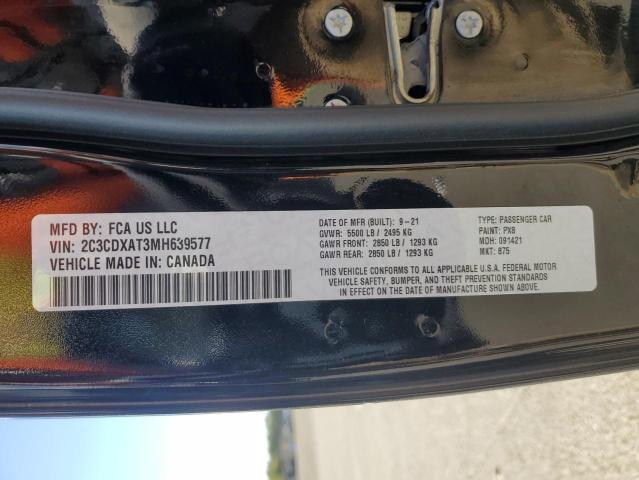 MFD BY: FCA US LLC
VIN: 2C3CDXAT3MH639577
VEHICLE MADE IN: CANADA
DATE OF MFR (BUILT): 9-21
GVWR: 5500 LB / 2495 KG
GAWR FRONT: 2850 LB / 1293 KG
GAWR REAR: 2850 LB / 1293 KG
TYPE: PASSENGER CAR
PAINT: PX8
MDH: 091421
MKT: 875
THIS VEHICLE CONFORMS TO ALL APPLICABLE U.S.A. FEDERAL MOTOR
VEHICLE SAFETY, BUMPER, AND THEFT PREVENTION STANDARDS
IN EFFECT ON THE DATE OF MANUFACTURE SHOWN ABOVE.